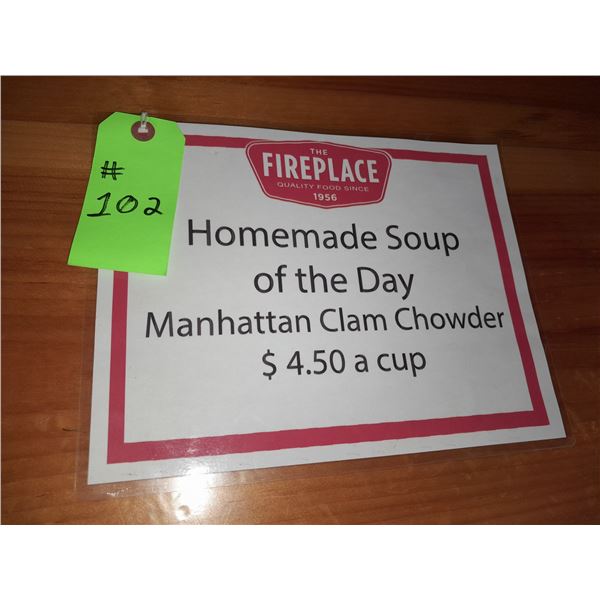 #
102
THE
FIREPLACE
QUALITY FOOD SINCE
1956
Homemade Soup
of the Day
Manhattan Clam Chowder
$ 4.50 a cup